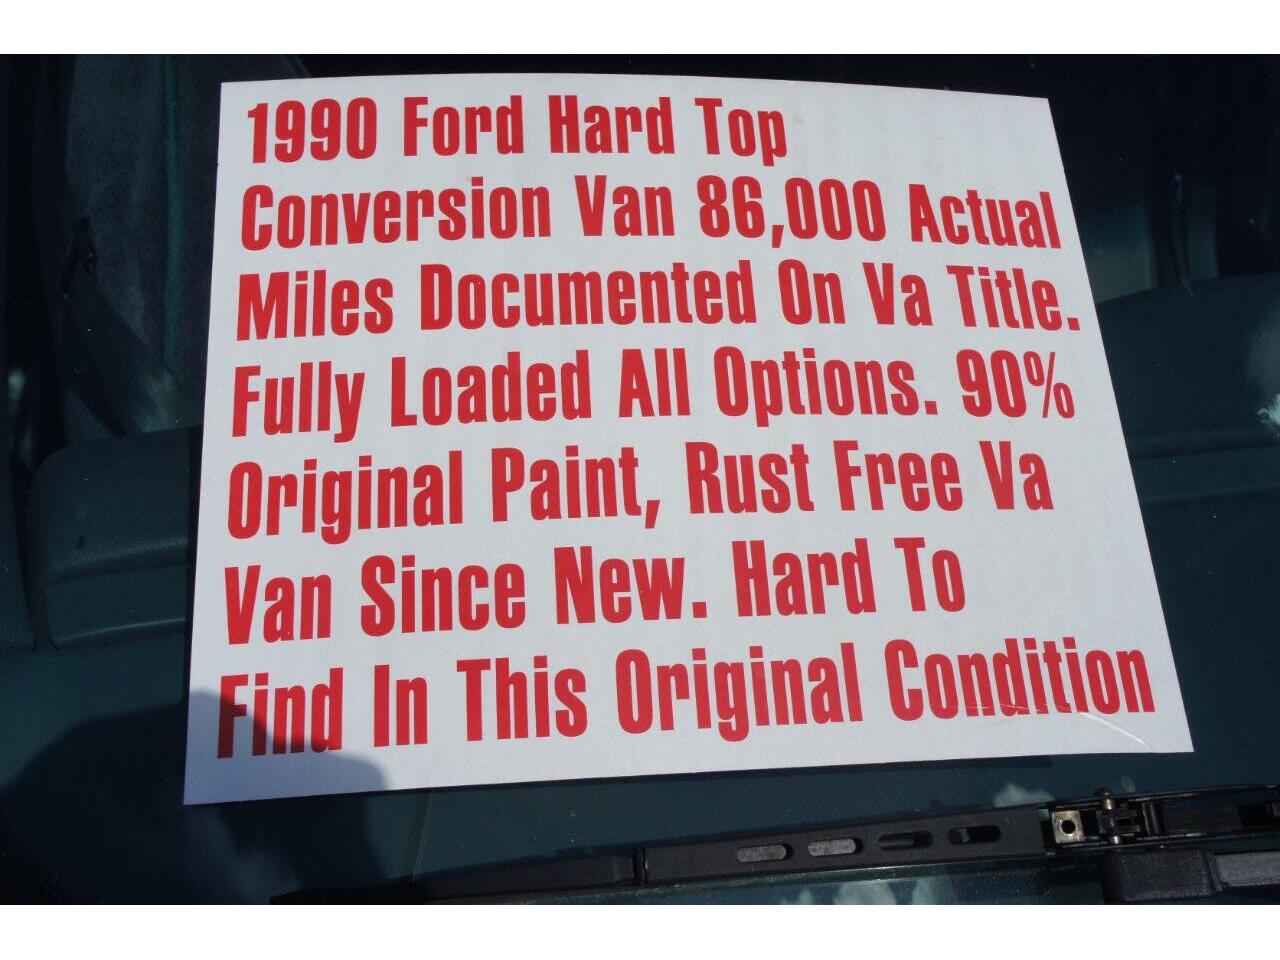 1990 Ford Hard Top
Conversion Van 86,000 Actual
Miles Documented On Va Title.
Fully Loaded All Options. 90%
Original Paint, Rust Free Va
Van Since New. Hard To
Find In This Original Condition